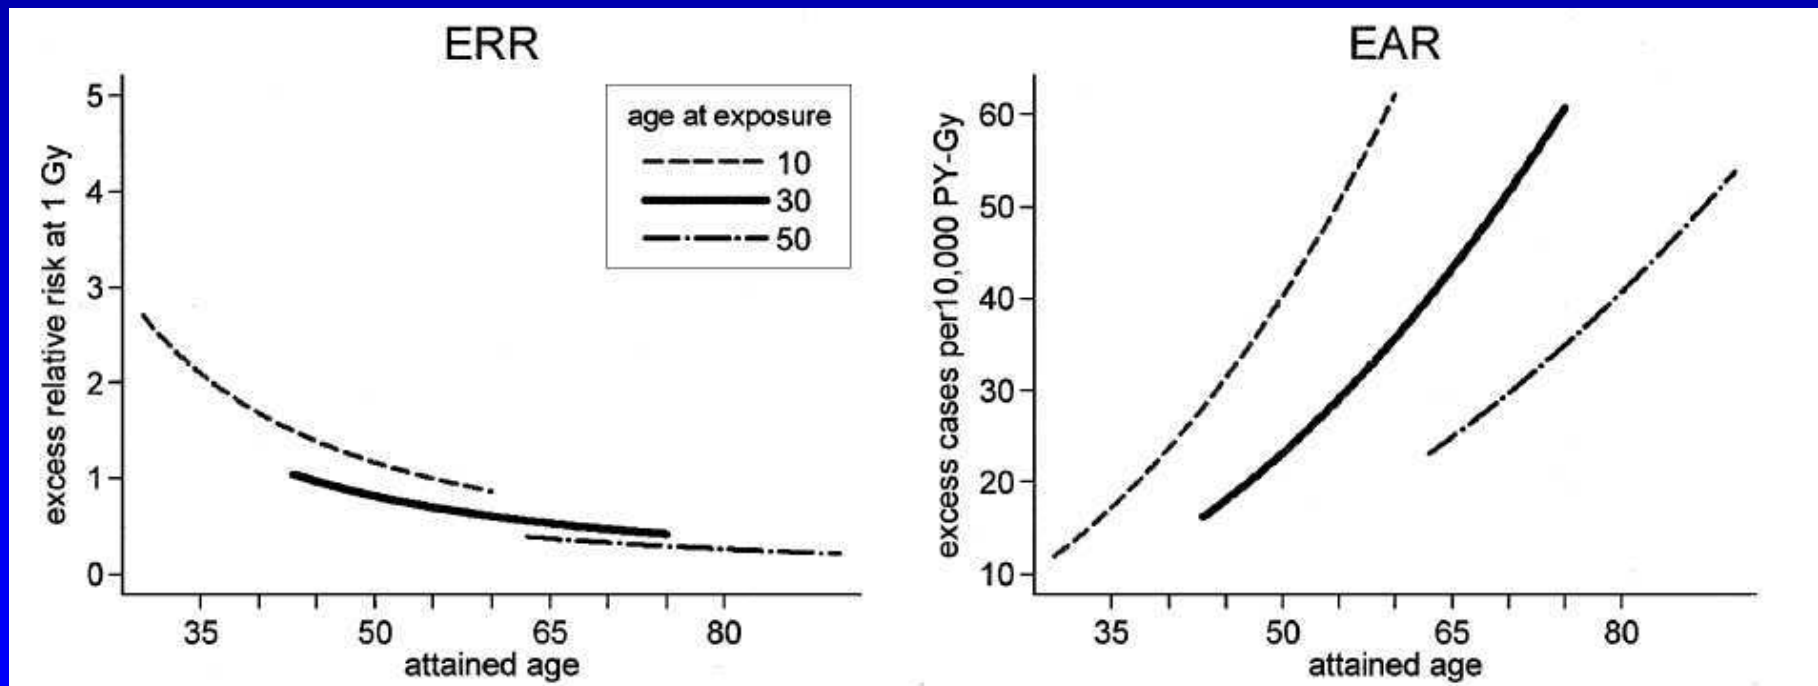 ERR
5
4
3
2
1
0
excess relative risk at 1 Gy
age at exposure
10
30
50
35 50 65 80
attained age
EAR
60
50
40
30
20
10
excess cases per10,000 PY-Gy
35 50 65 80
attained age